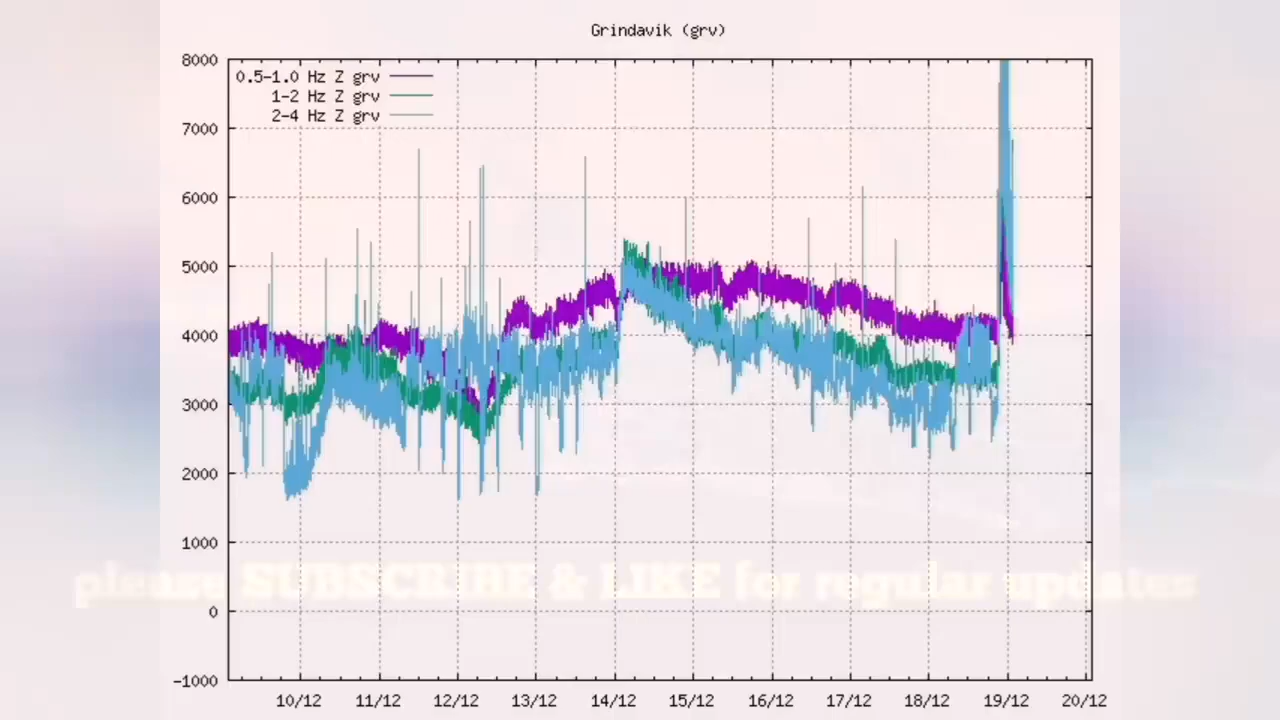 Grindavik (grv)
8000
0.5-1.0 Hz Z grv
1-2 Hz Z grv
2-4 Hz Z grv
7000
6000
5000
4000
3000
2000
1000
please SUBSCRIBE & LIKE for regular updates
0
-1000
10/12 11/12 12/12 13/12 14/12 15/12 16/12 17/12 18/12 19/12 20/12